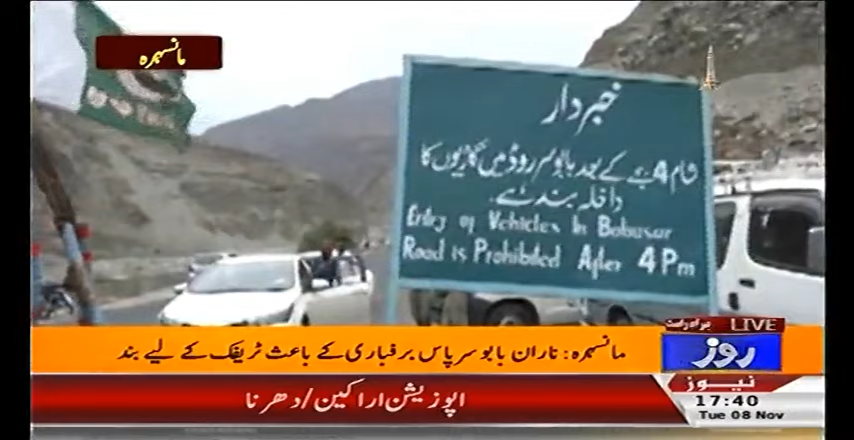 مانسہرہ
خبردار
شام 4 بجے کے بعد بابوسر روڈ میں گاڑیوں کا
داخلہ بند ہے۔
Entry of Vehicles In Bobusar
Road is Prohibited After 4 Pm
براہ راست LIVE
مانسہرہ : ناران بابوسر پاس برفباری کے باعث ٹریفک کے لیے بند
روز
نیوز
اپوزیشن اراکین/دھرنا
17:40
Tue 08 Nov